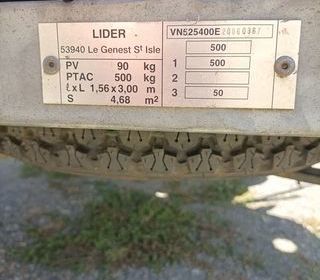 LIDER
53940 Le Genest St Isle
PV 90 kg
PTAC 500 kg
ℓ x L 1,56 x 3,00 m
S 4,68 m²
VN525400E
500
1 500
2
3 50